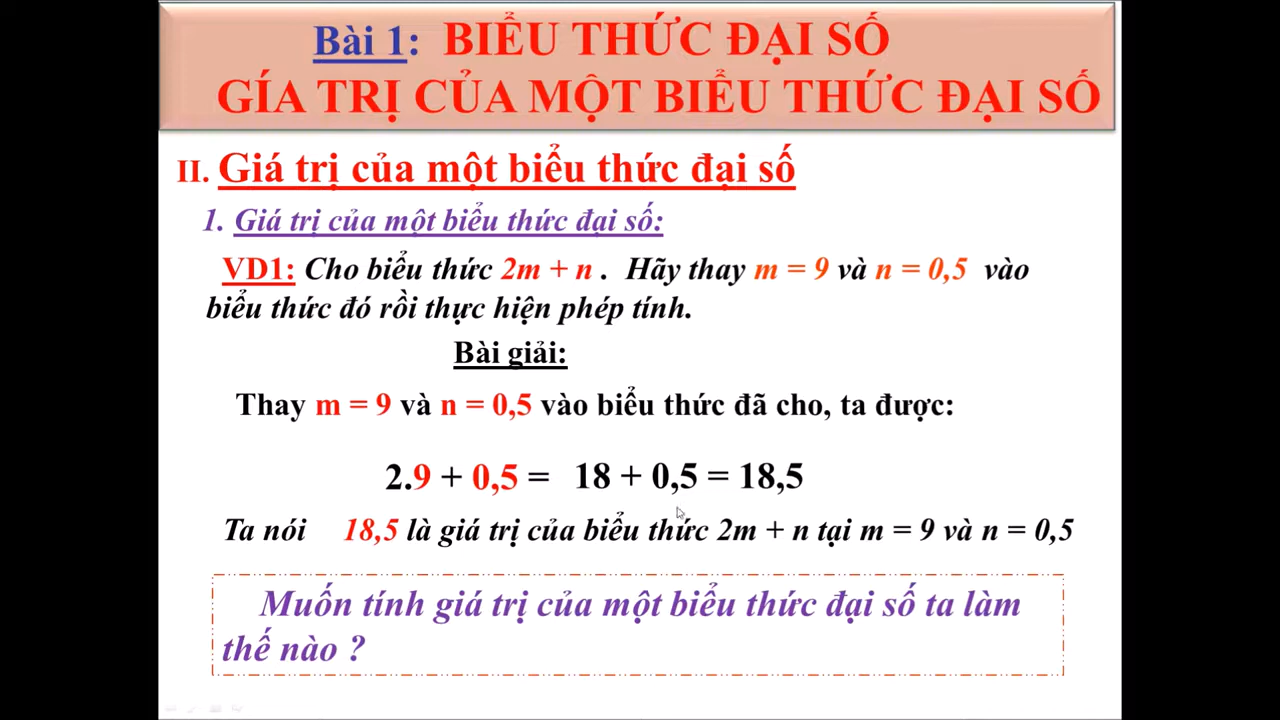 Bài 1: BIỂU THỨC ĐẠI SỐ
GÍA TRỊ CỦA MỘT BIỂU THỨC ĐẠI SỐ
II. Giá trị của một biểu thức đại số
1. Giá trị của một biểu thức đại số:
VD1: Cho biểu thức 2m + n . Hãy thay m = 9 và n = 0,5 vào
biểu thức đó rồi thực hiện phép tính.
Bài giải:
Thay m = 9 và n = 0,5 vào biểu thức đã cho, ta được:
2.9 + 0,5 = 18 + 0,5 = 18,5
Ta nói 18,5 là giá trị của biểu thức 2m + n tại m = 9 và n = 0,5
Muốn tính giá trị của một biểu thức đại số ta làm
thế nào ?